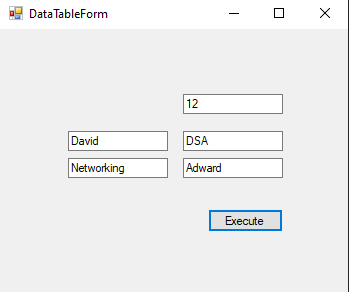 DataTableForm
12
David DSA
Networking Adward
Execute